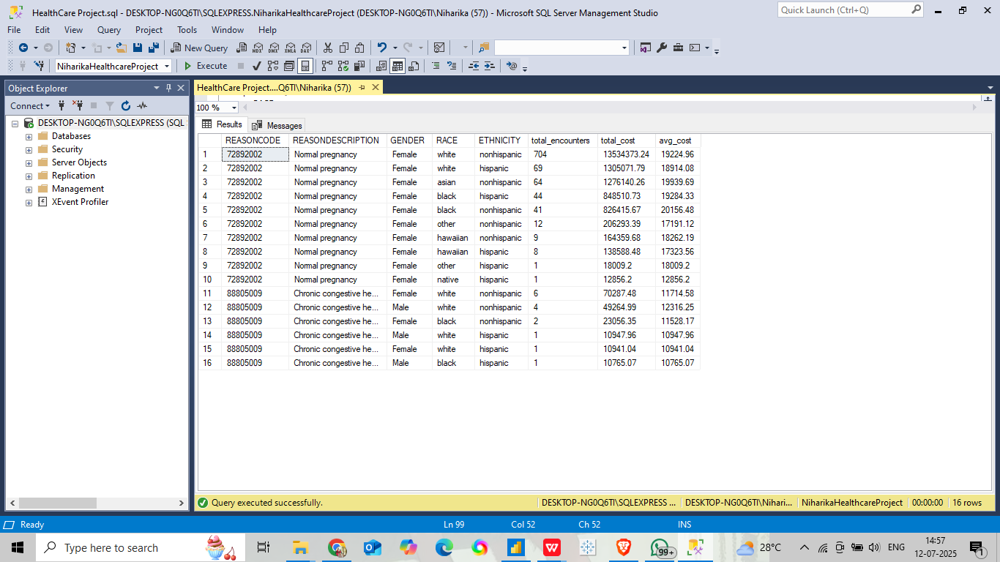 HealthCare Project.sql - DESKTOP-NG0Q6TI\SQLEXPRESS.NiharikaHealthcareProject (DESKTOP-NG0Q6TI\Niharika (57)) - Microsoft SQL Server Management Studio
Quick Launch (Ctrl+Q)
File Edit View Query Project Tools Window Help
New Query MDX DMX XMLA DAX
NiharikaHealthcareProject Execute
Object Explorer
HealthCare Project....Q6TI\Niharika (57))
Connect
100 %
DESKTOP-NG0Q6TI\SQLEXPRESS (SQL
Databases
Security
Server Objects
Replication
Management
XEvent Profiler
Results Messages
REASONCODE REASONDESCRIPTION GENDER RACE ETHNICITY total_encounters total_cost avg_cost
1 72892002 Normal pregnancy Female white nonhispanic 704 13534373.24 19224.96
2 72892002 Normal pregnancy Female white hispanic 69 1305071.79 18914.08
3 72892002 Normal pregnancy Female asian nonhispanic 64 1276140.26 19939.69
4 72892002 Normal pregnancy Female black hispanic 44 848510.73 19284.33
5 72892002 Normal pregnancy Female black nonhispanic 41 826415.67 20156.48
6 72892002 Normal pregnancy Female other nonhispanic 12 206293.39 17191.12
7 72892002 Normal pregnancy Female hawaiian nonhispanic 9 164359.68 18262.19
8 72892002 Normal pregnancy Female hawaiian hispanic 8 138588.48 17323.56
9 72892002 Normal pregnancy Female other hispanic 1 18009.2 18009.2
10 72892002 Normal pregnancy Female native hispanic 1 12856.2 12856.2
11 88805009 Chronic congestive he... Female white nonhispanic 6 70287.48 11714.58
12 88805009 Chronic congestive he... Male white nonhispanic 4 49264.99 12316.25
13 88805009 Chronic congestive he... Female black nonhispanic 2 23056.35 11528.17
14 88805009 Chronic congestive he... Male white hispanic 1 10947.96 10947.96
15 88805009 Chronic congestive he... Female white hispanic 1 10941.04 10941.04
16 88805009 Chronic congestive he... Male black hispanic 1 10765.07 10765.07
Query executed successfully. DESKTOP-NG0Q6TI\SQLEXPRESS ... DESKTOP-NG0Q6TI\Nihari... NiharikaHealthcareProject 00:00:00 16 rows
Ready Ln 99 Col 52 Ch 52 INS
Type here to search 99+ 28°C ENG 14:57
12-07-2025 1